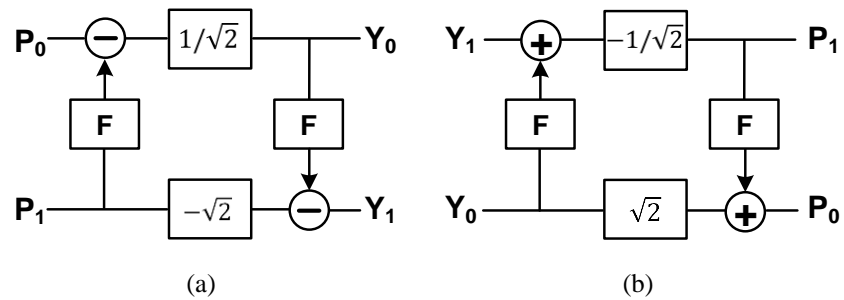 P₀ − 1/√2 Y₀
F F
P₁ −√2 − Y₁
(a)
Y₁ + −1/√2 P₁
F F
Y₀ √2 + P₀
(b)